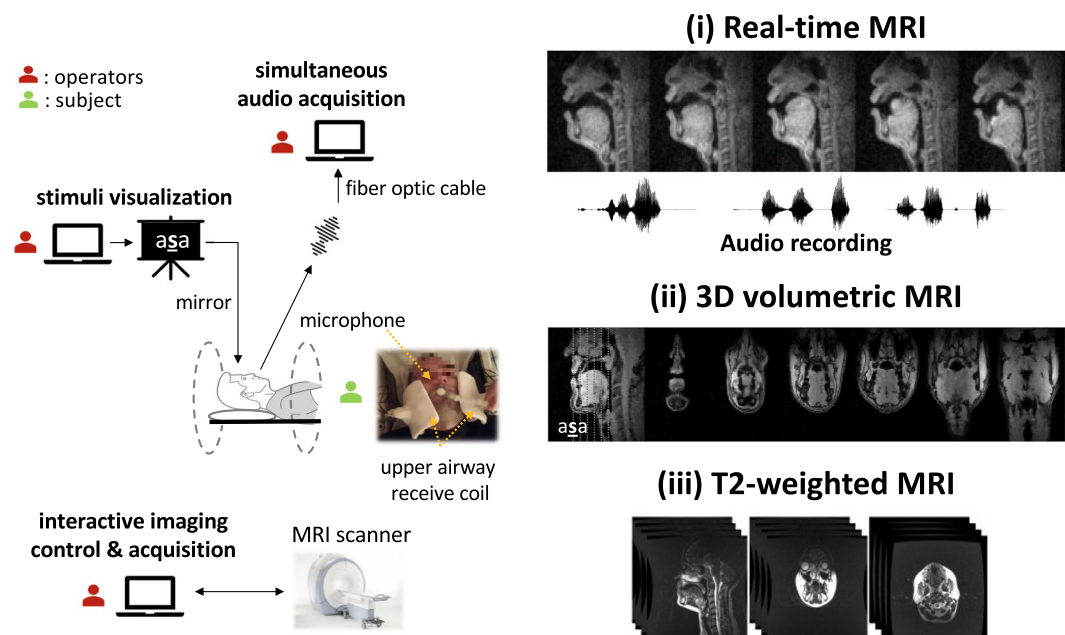 : operators
: subject
simultaneous
audio acquisition
fiber optic cable
stimuli visualization
asa
mirror
microphone
upper airway
receive coil
interactive imaging
control & acquisition
MRI scanner
(i) Real-time MRI
Audio recording
(ii) 3D volumetric MRI
asa
(iii) T2-weighted MRI